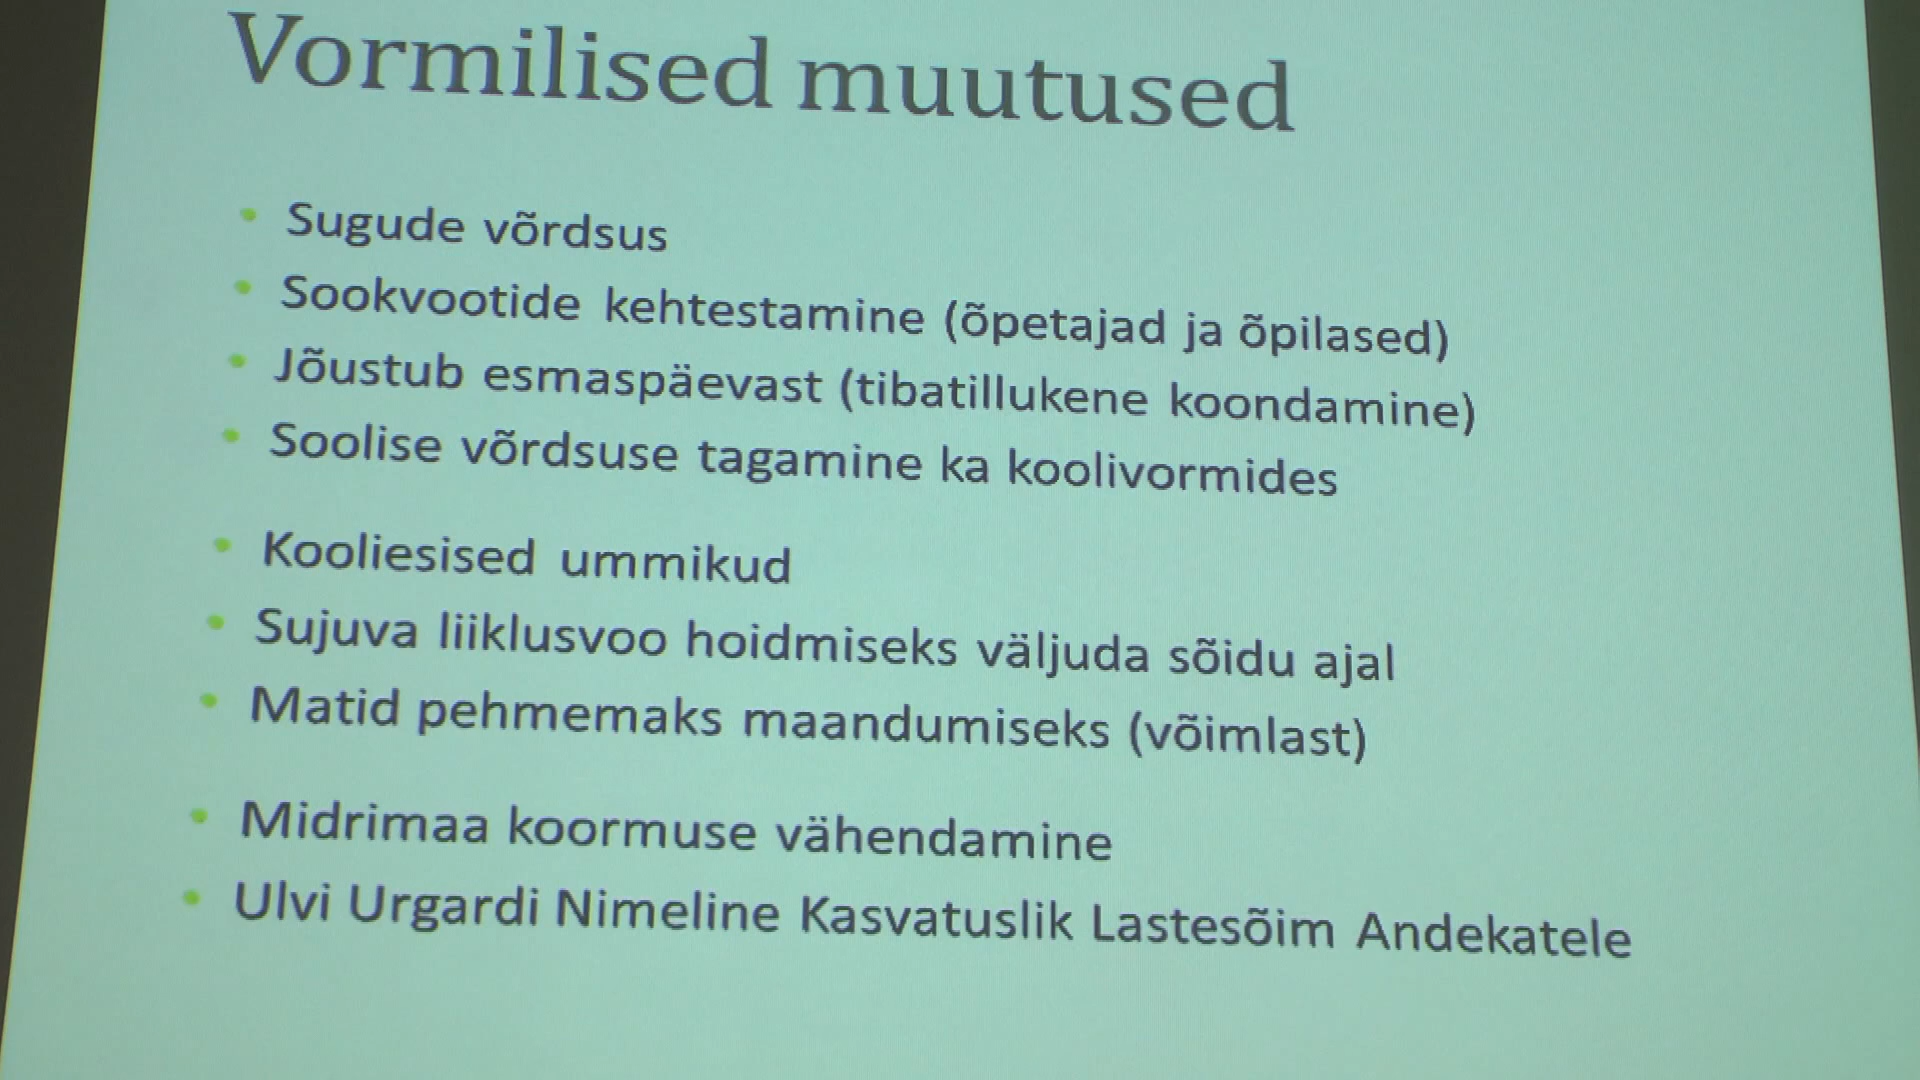 Vormilised muutused
• Sugude võrdsus
• Sookvootide kehtestamine (õpetajad ja õpilased)
• Jõustub esmaspäevast (tibatillukene koondamine)
• Soolise võrdsuse tagamine ka koolivormides
• Kooliesised ummikud
• Sujuva liiklusvoo hoidmiseks väljuda sõidu ajal
• Matid pehmemaks maandumiseks (võimlast)
• Midrimaa koormuse vähendamine
• Ulvi Urgardi Nimeline Kasvatuslik Lastesõim Andekatele